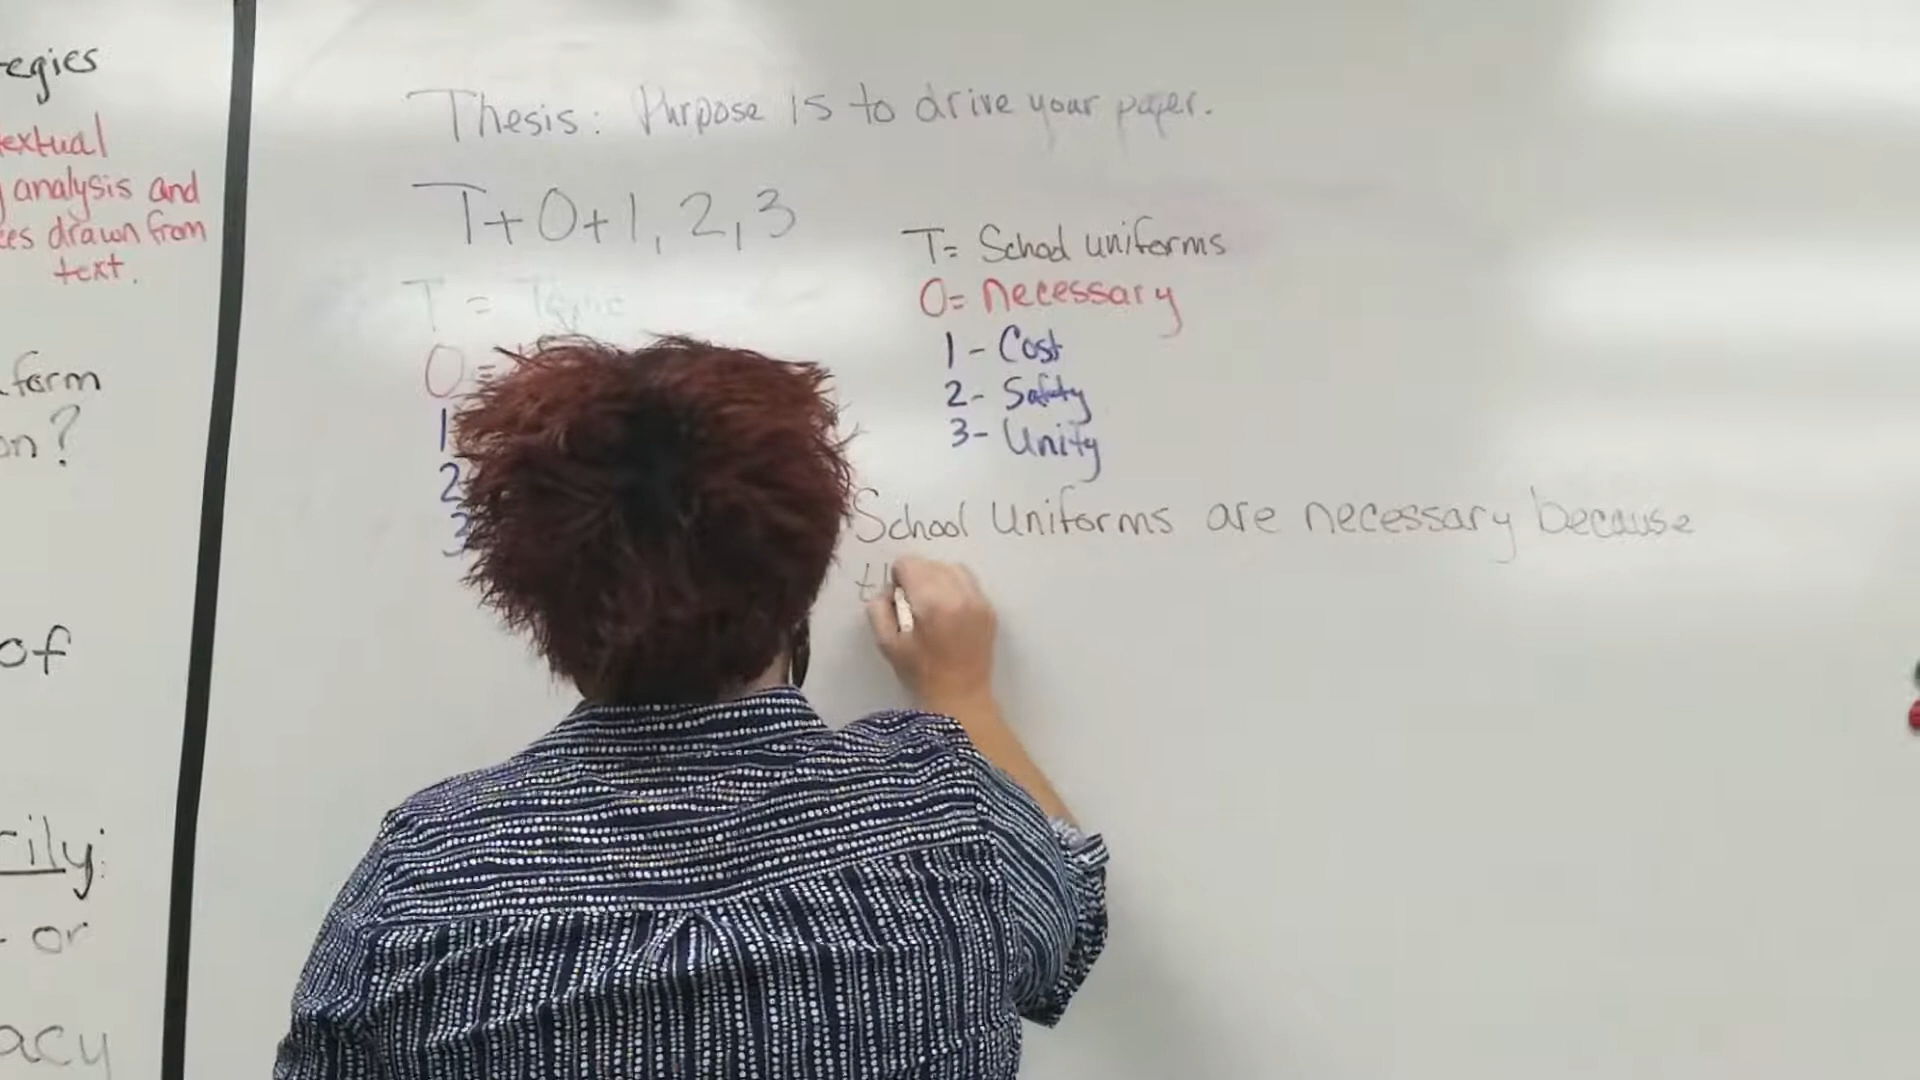 egies
extual
analysis and
es drawn from
text.
form
on?
of
rily:
or
acy
Thesis: Purpose is to drive your paper.
T+O+1, 2, 3
T = Topic
O=
1
2
3
T= School uniforms
O= necessary
1- Cost
2- Safety
3- Unity
School Uniforms are necessary because
th